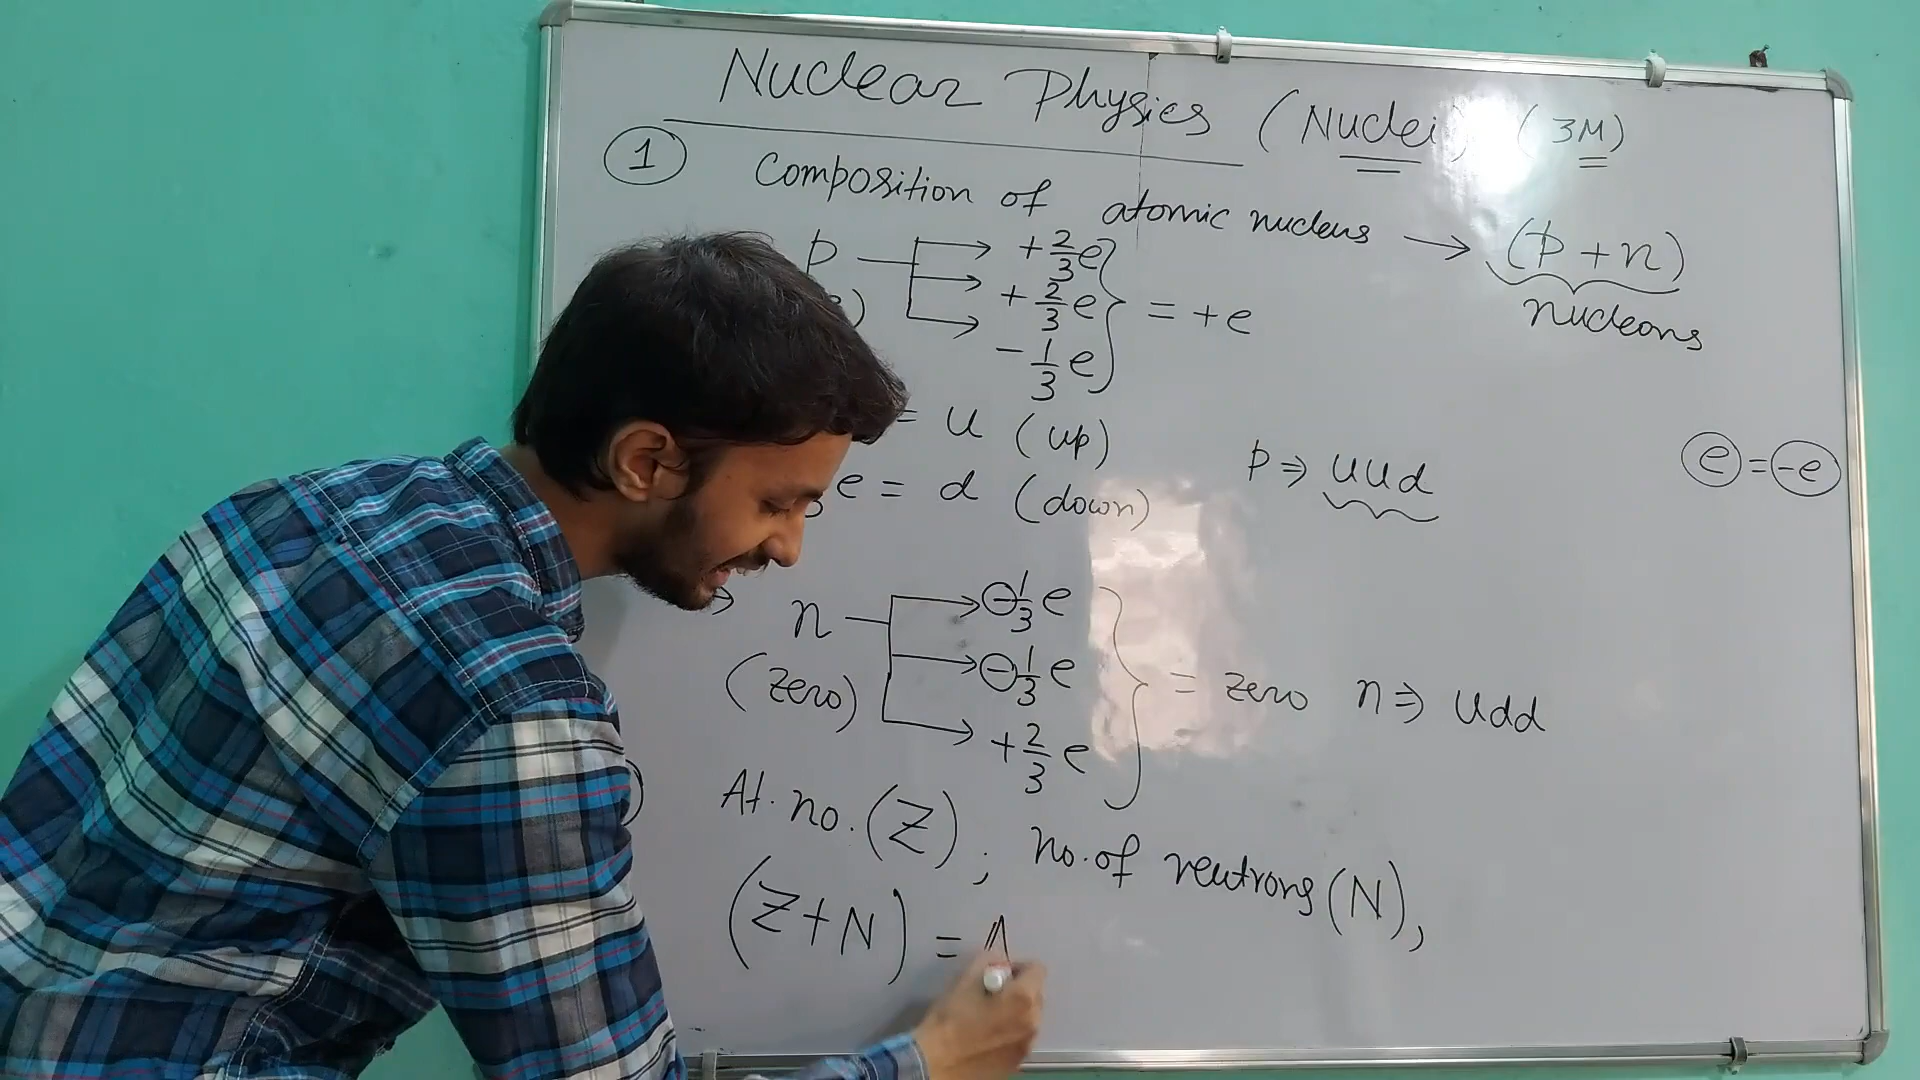 Nuclear Physics (Nuclei) (3M)
1 Composition of atomic nucleus → (p + n)
nucleons
p → +2/3 e
+2/3 e
-1/3 e
= +e
= u (up)
e = d (down)
p ⇒ uud
e = -e
n → -1/3 e
-1/3 e
+2/3 e
(zero)
= zero n ⇒ udd
At. no. (Z), no. of neutrons (N),
(Z+N) = A